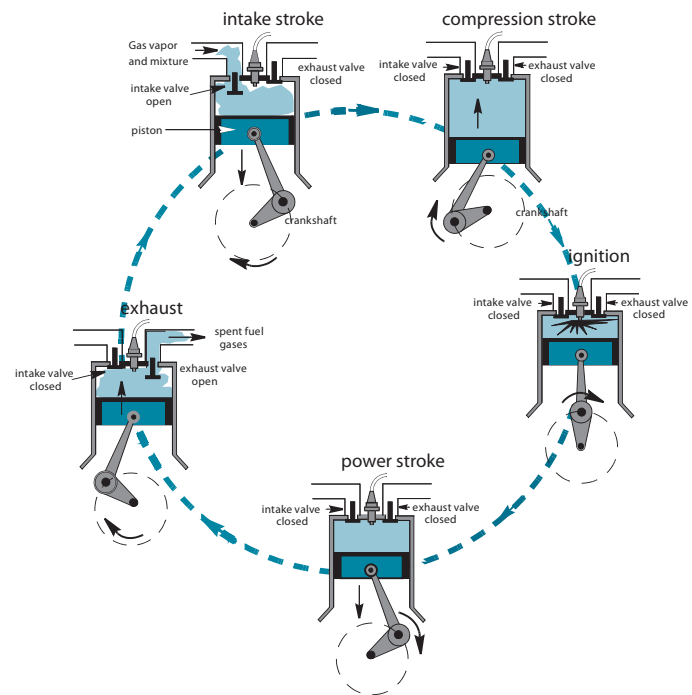 intake stroke
Gas vapor
and mixture
exhaust valve
closed
intake valve
open
piston
crankshaft
compression stroke
intake valve
closed
exhaust valve
closed
crankshaft
ignition
intake valve
closed
exhaust valve
closed
power stroke
intake valve
closed
exhaust valve
closed
exhaust
spent fuel
gases
intake valve
closed
exhaust valve
open